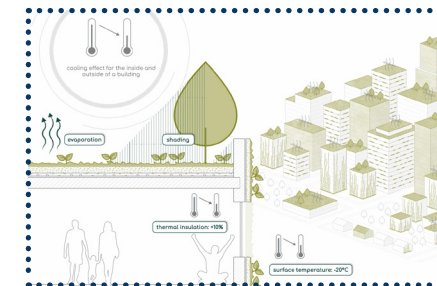 cooling effect for the inside and
outside of a building
evaporation
shading
thermal insulation: +10%
surface temperature: -20°C